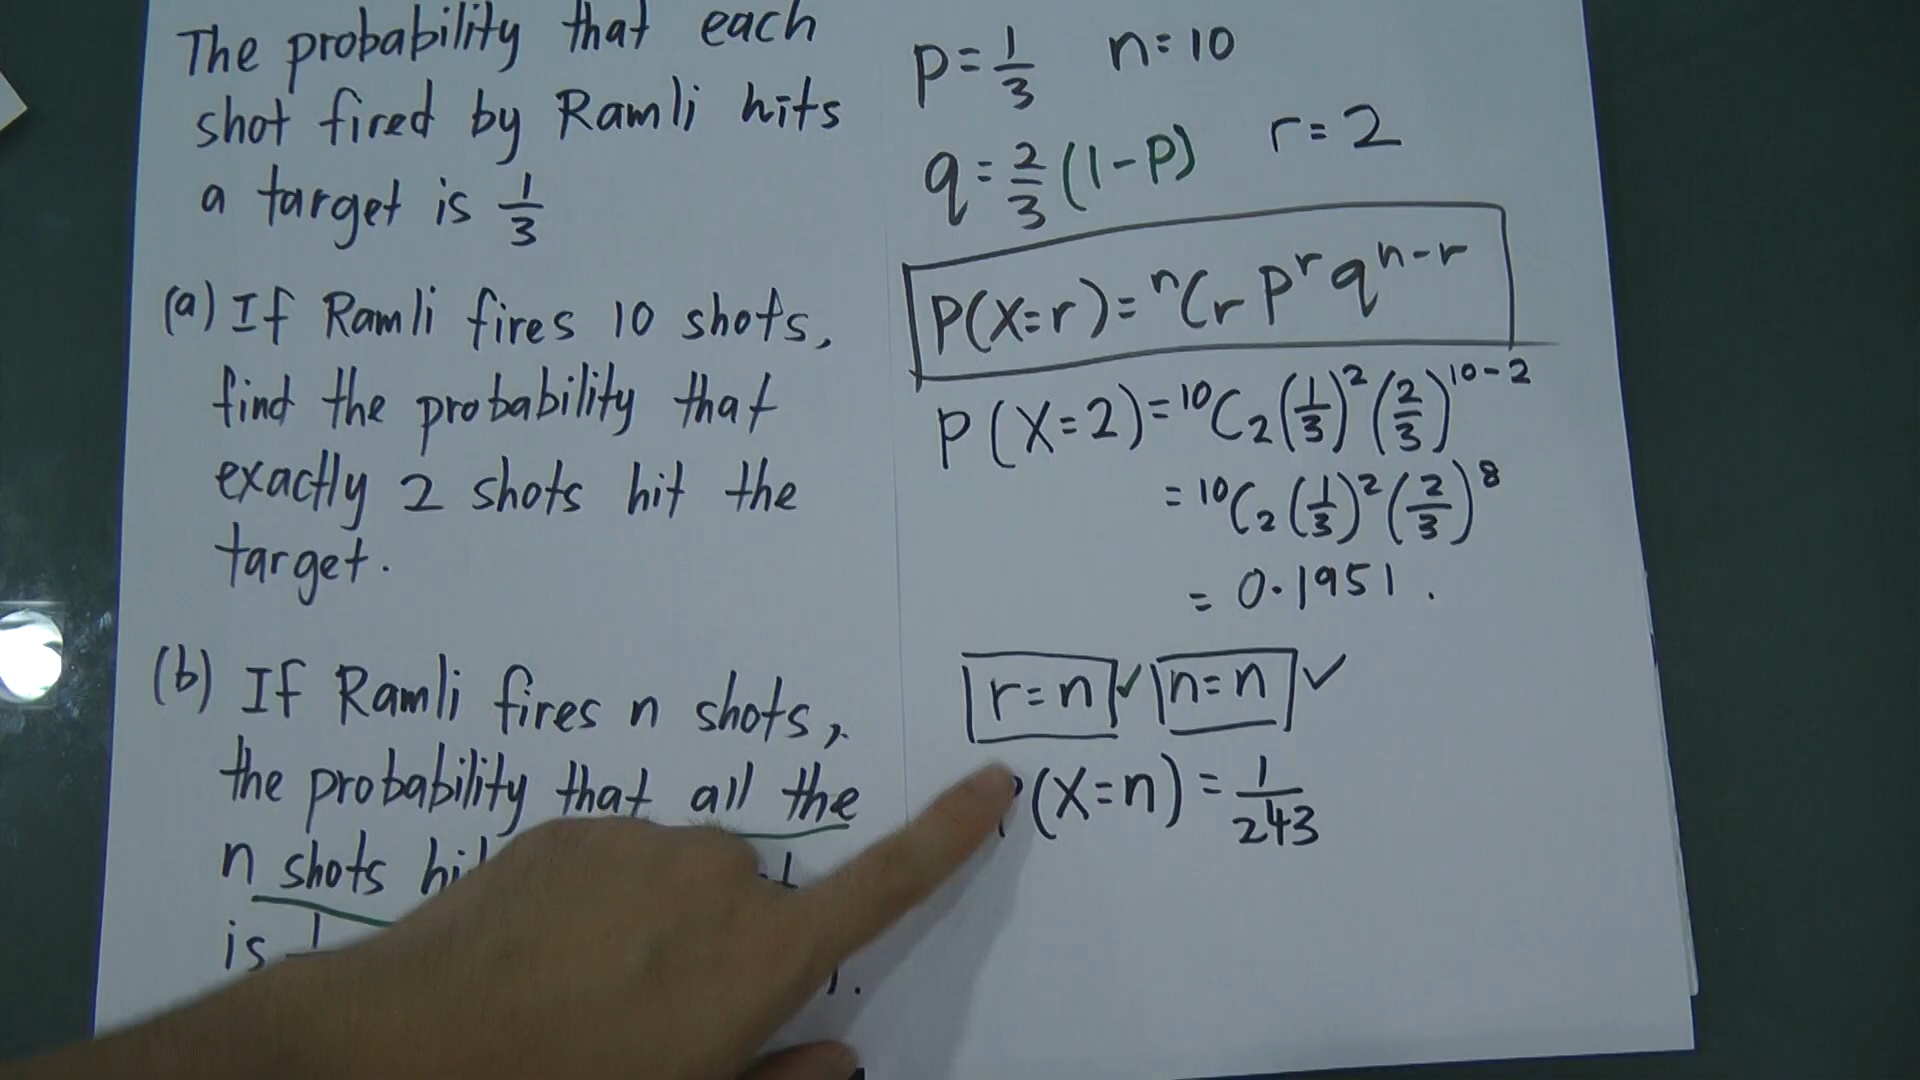 The probability that each
shot fired by Ramli hits
a target is 1/3
(a) If Ramli fires 10 shots,
find the probability that
exactly 2 shots hit the
target.
(b) If Ramli fires n shots,
the probability that all the
n shots
is
p = 1/3 n = 10
q = 2/3 (1-P) r = 2
P(X=r) = ⁿCr pʳ qⁿ⁻ʳ
P(X=2) = ¹⁰C₂ (1/3)² (2/3)¹⁰⁻²
= ¹⁰C₂ (1/3)² (2/3)⁸
= 0.1951.
r = n ✓ n = n ✓
P(X=n) = 1/243